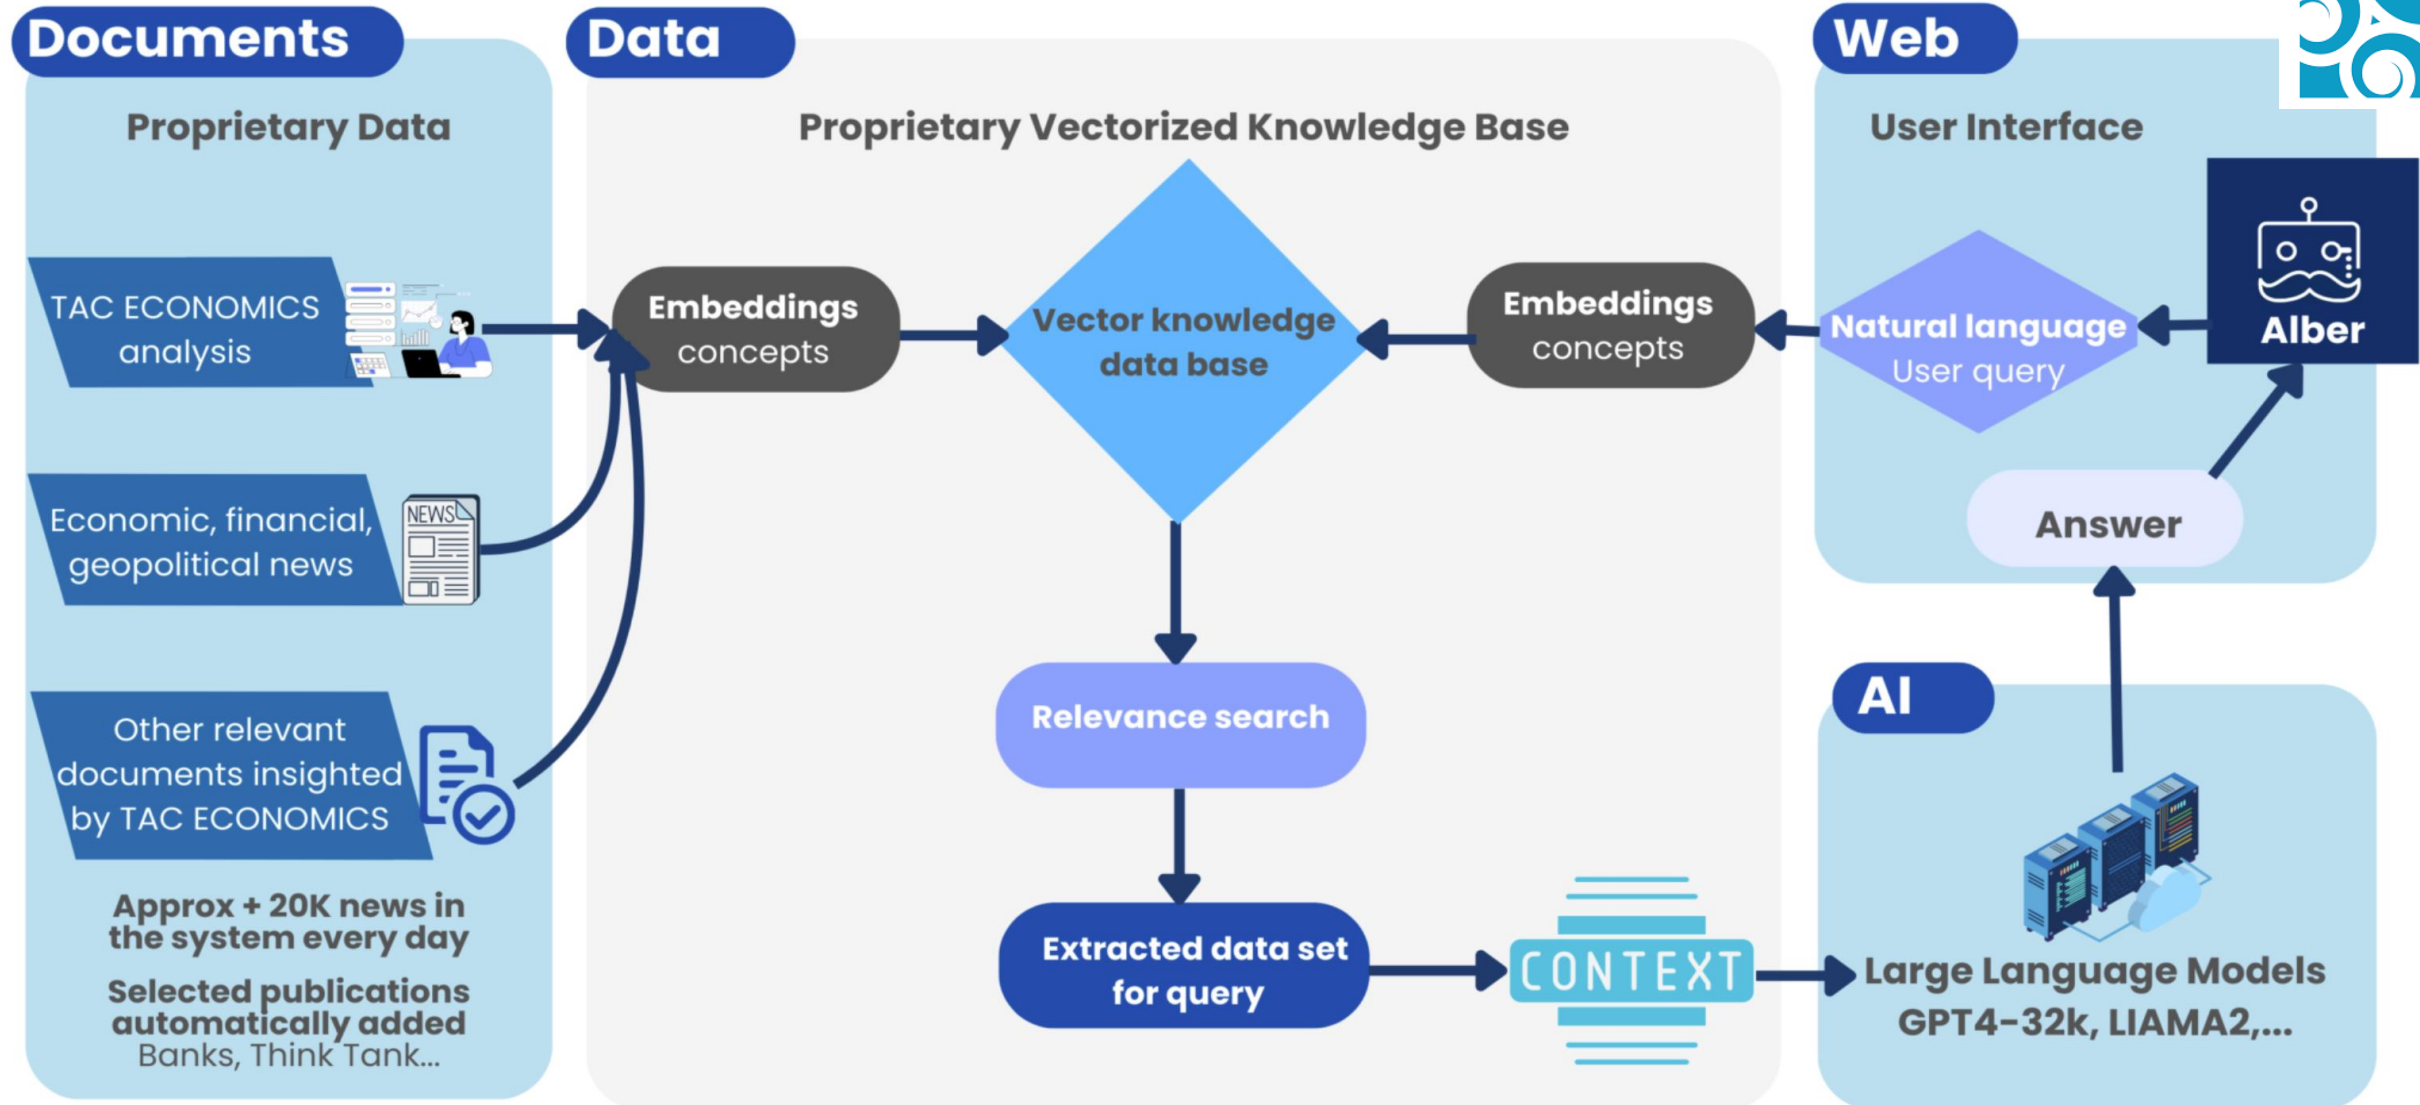 Documents
Proprietary Data
TAC ECONOMICS
analysis
Economic, financial,
geopolitical news
NEWS
Other relevant
documents insighted
by TAC ECONOMICS
Approx + 20K news in
the system every day
Selected publications
automatically added
Banks, Think Tank...
Data
Proprietary Vectorized Knowledge Base
Embeddings
concepts
Vector knowledge
data base
Embeddings
concepts
Relevance search
Extracted data set
for query
CONTEXT
Web
User Interface
Natural language
User query
Alber
Answer
AI
Large Language Models
GPT4-32k, LIAMA2,...